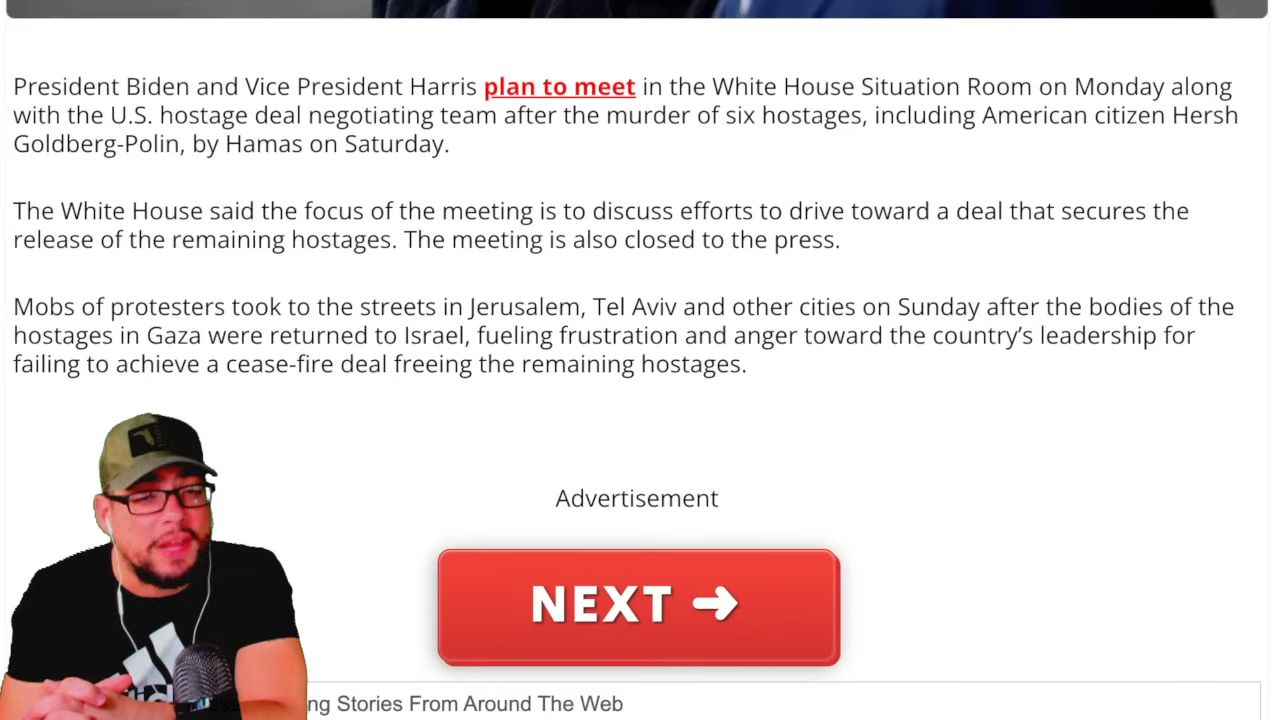 President Biden and Vice President Harris plan to meet in the White House Situation Room on Monday along
with the U.S. hostage deal negotiating team after the murder of six hostages, including American citizen Hersh
Goldberg-Polin, by Hamas on Saturday.
The White House said the focus of the meeting is to discuss efforts to drive toward a deal that secures the
release of the remaining hostages. The meeting is also closed to the press.
Mobs of protesters took to the streets in Jerusalem, Tel Aviv and other cities on Sunday after the bodies of the
hostages in Gaza were returned to Israel, fueling frustration and anger toward the country’s leadership for
failing to achieve a cease-fire deal freeing the remaining hostages.
Advertisement
NEXT ➜
Stories From Around The Web